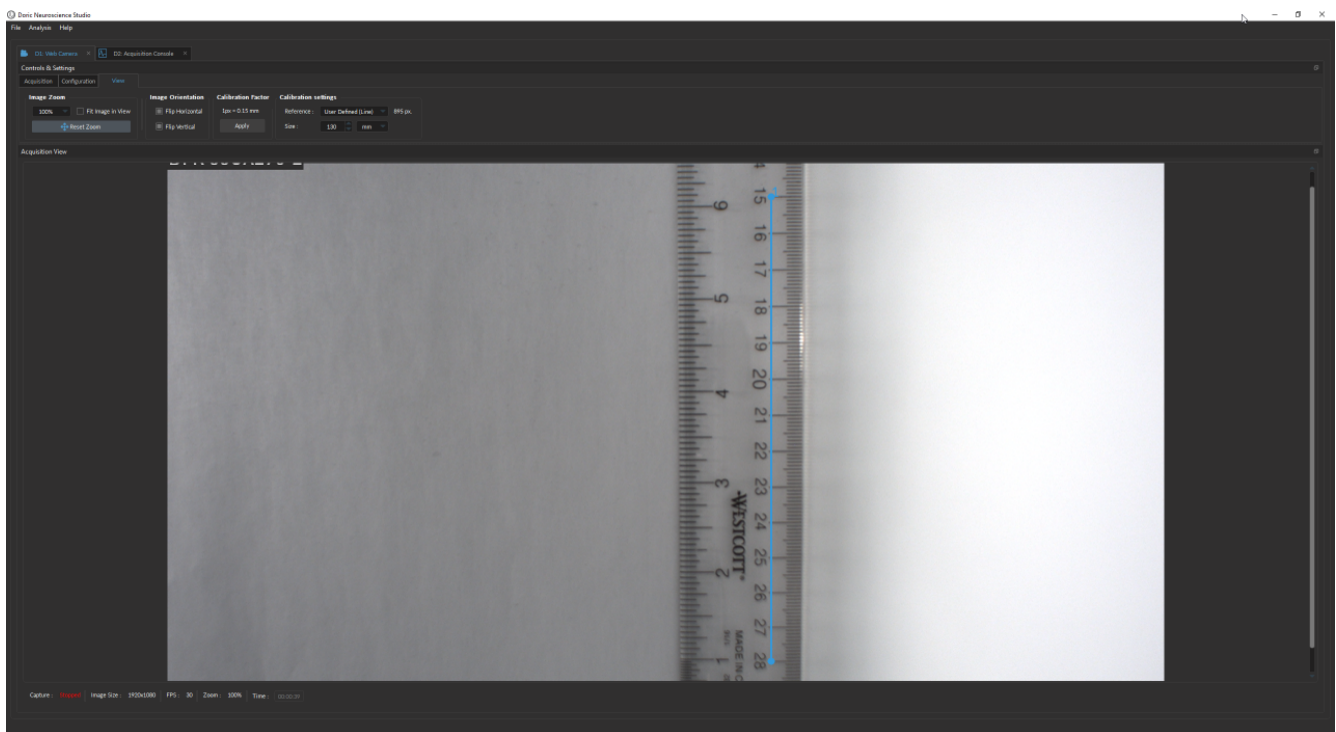 Doric Neuroscience Studio
File Analysis Help
D1: Web Camera × D2: Acquisition Console ×
Controls & Settings
Acquisition Configuration View
Image Zoom Image Orientation Calibration Factor Calibration settings
100% Fit Image in View Flip Horizontal 1px = 0.15 mm Reference : User Defined (Line) 895 px.
Reset Zoom Flip Vertical Apply Size : 130 mm
Acquisition View
15
6
16
17
5
18
19
20
4
21
22
3
23
WESTCOTT®
24
25
2
26
27
MADE IN
1
28
Capture : Image Size : 1920x1080 FPS : 30 Zoom : 100% Time :